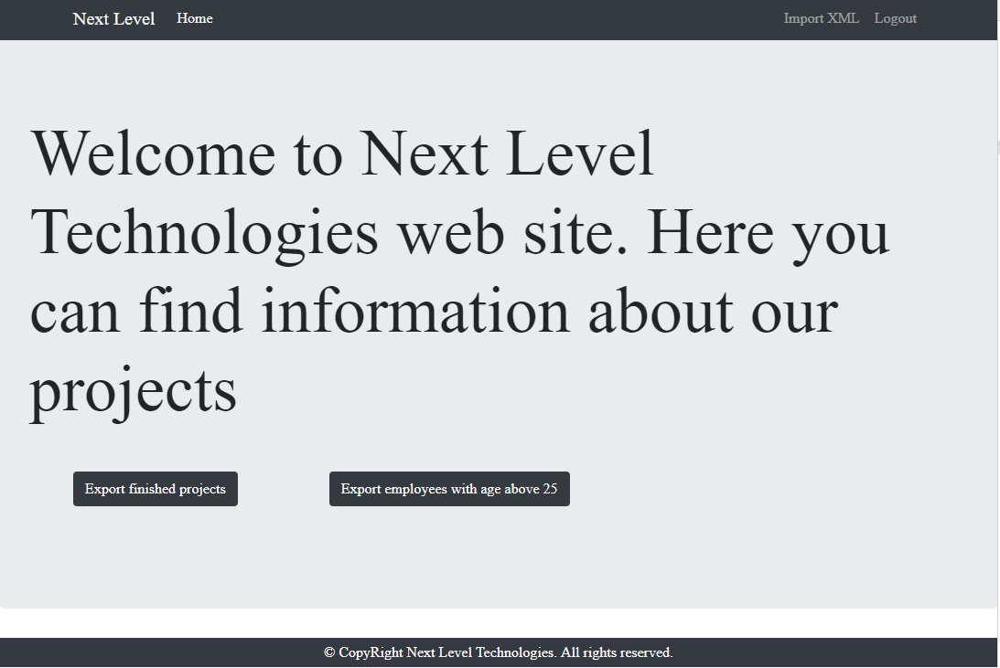 Next Level Home Import XML Logout
Welcome to Next Level
Technologies web site. Here you
can find information about our
projects
Export finished projects Export employees with age above 25
© CopyRight Next Level Technologies. All rights reserved.